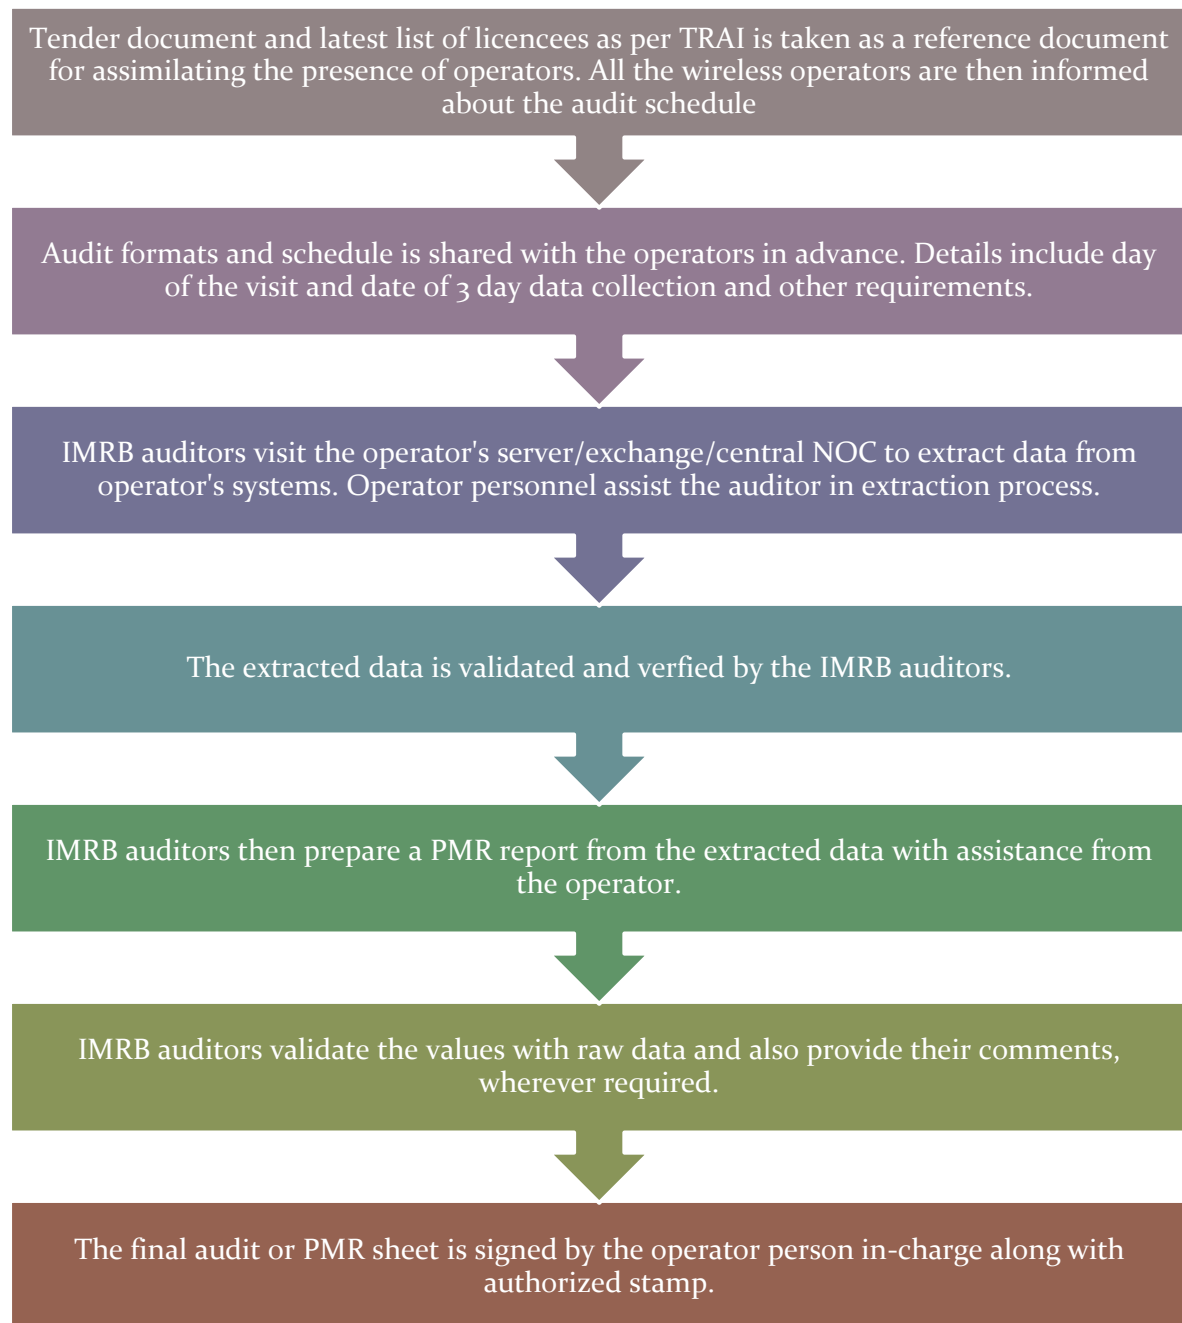 Tender document and latest list of licencees as per TRAI is taken as a reference document
for assimilating the presence of operators. All the wireless operators are then informed
about the audit schedule
Audit formats and schedule is shared with the operators in advance. Details include day
of the visit and date of 3 day data collection and other requirements.
IMRB auditors visit the operator's server/exchange/central NOC to extract data from
operator's systems. Operator personnel assist the auditor in extraction process.
The extracted data is validated and verfied by the IMRB auditors.
IMRB auditors then prepare a PMR report from the extracted data with assistance from
the operator.
IMRB auditors validate the values with raw data and also provide their comments,
wherever required.
The final audit or PMR sheet is signed by the operator person in-charge along with
authorized stamp.